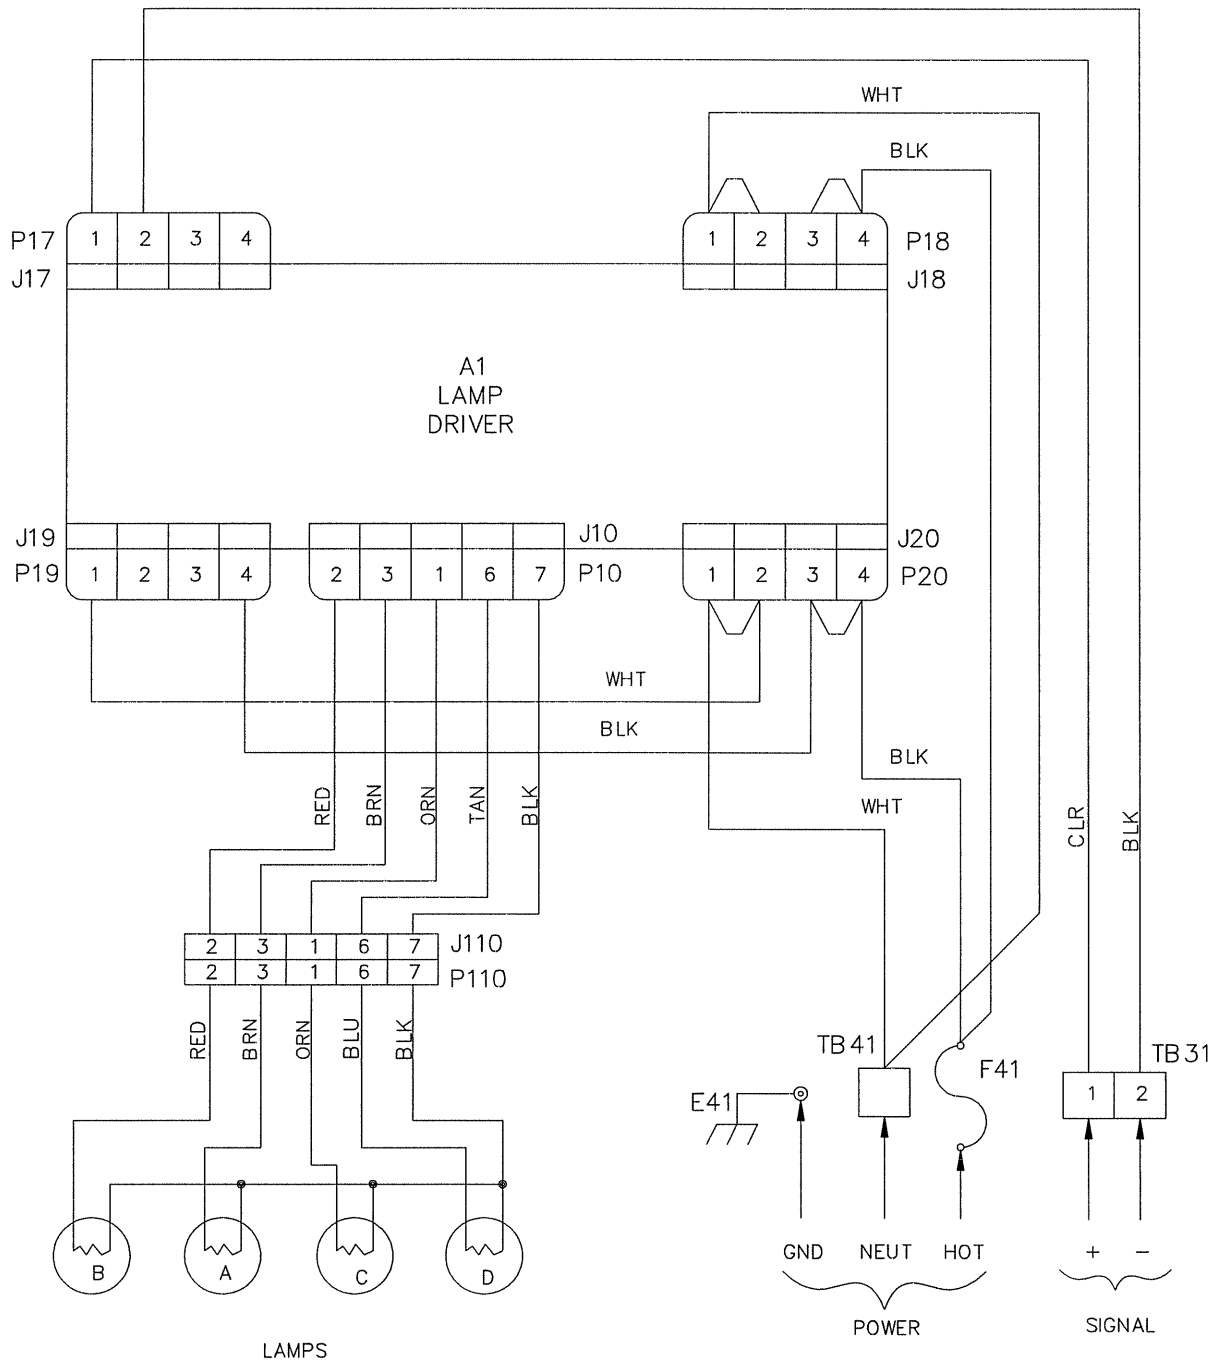 WHT
BLK
P17 1 2 3 4
J17
1 2 3 4 P18
J18
A1
LAMP
DRIVER
J19
P19 1 2 3 4
J10
2 3 1 6 7 P10
J20
1 2 3 4 P20
WHT
BLK
BLK
WHT
RED
BRN
ORN
TAN
BLK
CLR
BLK
2 3 1 6 7 J110
2 3 1 6 7 P110
RED
BRN
ORN
BLU
BLK
TB 41
F41
TB 31
E41
1 2
B
A
C
D
GND
NEUT
HOT
+
–
POWER
SIGNAL
LAMPS